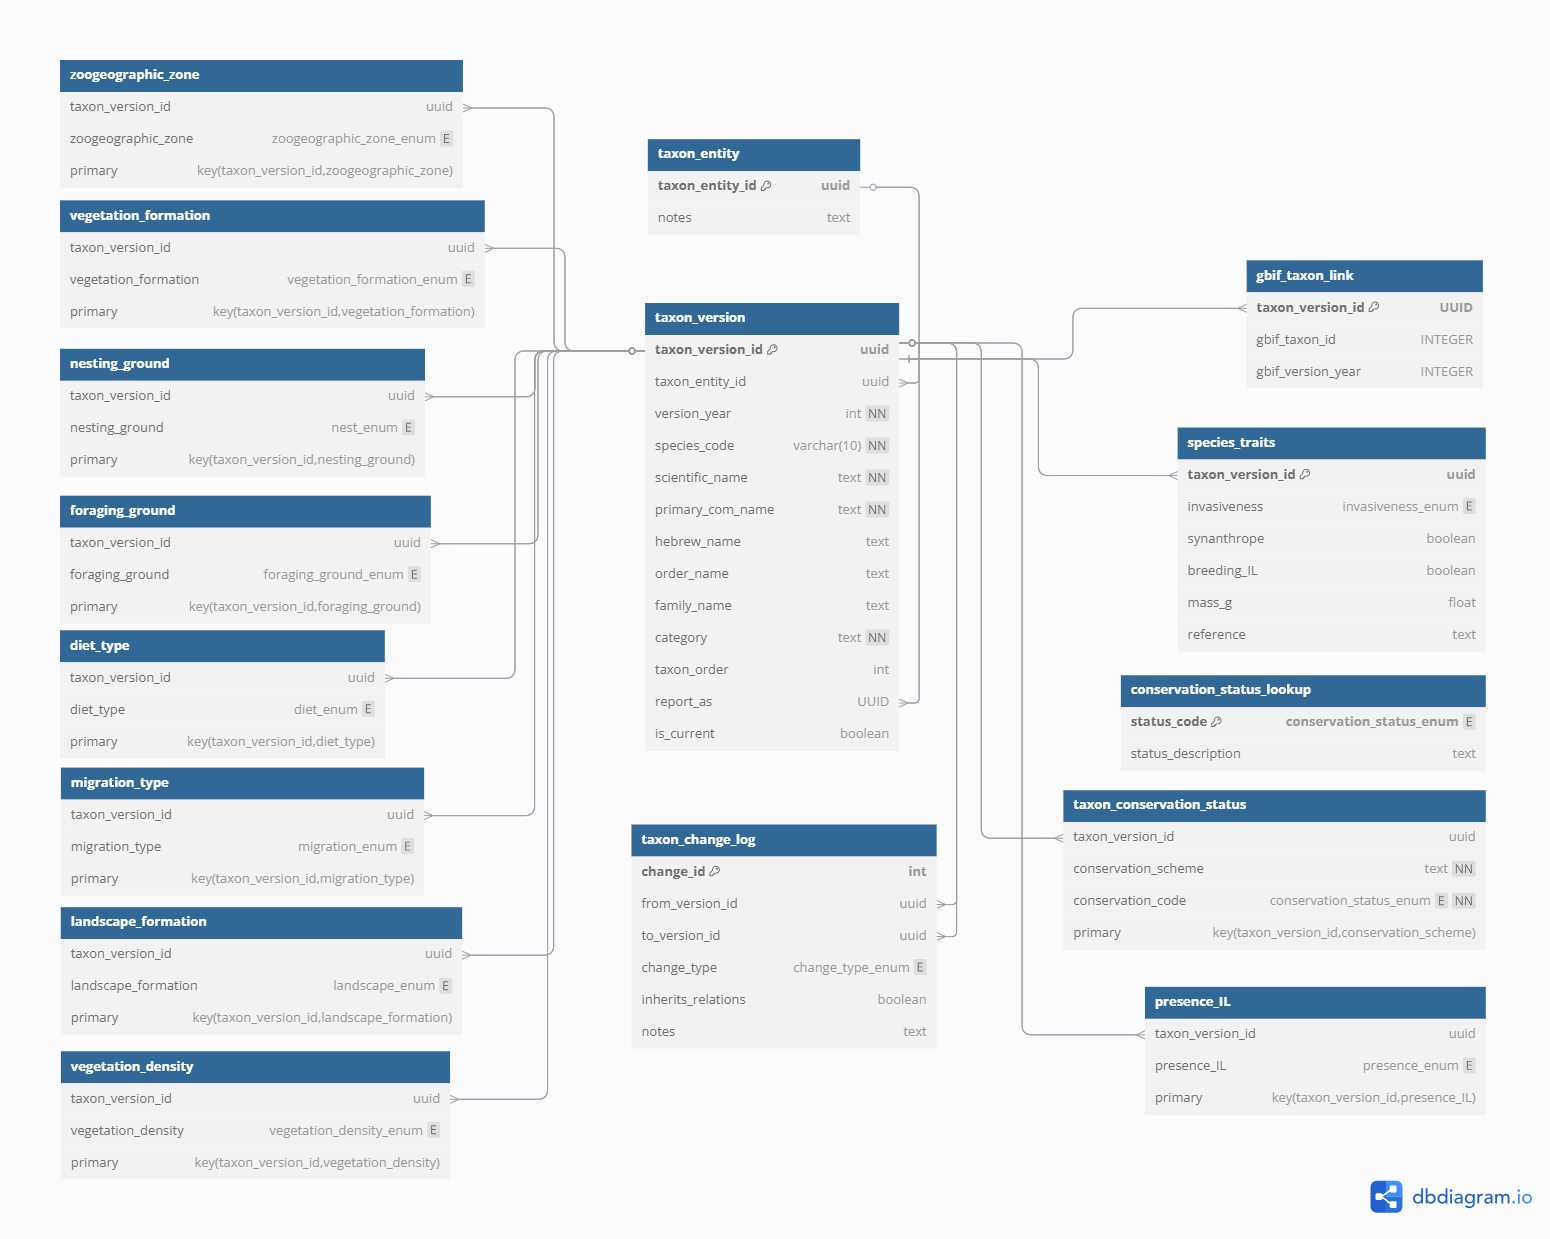 zoogeographic_zone
taxon_version_id uuid
zoogeographic_zone zoogeographic_zone_enum E
primary key(taxon_version_id,zoogeographic_zone)
vegetation_formation
taxon_version_id uuid
vegetation_formation vegetation_formation_enum E
primary key(taxon_version_id,vegetation_formation)
nesting_ground
taxon_version_id uuid
nesting_ground nest_enum E
primary key(taxon_version_id,nesting_ground)
foraging_ground
taxon_version_id uuid
foraging_ground foraging_ground_enum E
primary key(taxon_version_id,foraging_ground)
diet_type
taxon_version_id uuid
diet_type diet_enum E
primary key(taxon_version_id,diet_type)
migration_type
taxon_version_id uuid
migration_type migration_enum E
primary key(taxon_version_id,migration_type)
landscape_formation
taxon_version_id uuid
landscape_formation landscape_enum E
primary key(taxon_version_id,landscape_formation)
vegetation_density
taxon_version_id uuid
vegetation_density vegetation_density_enum E
primary key(taxon_version_id,vegetation_density)
taxon_entity
taxon_entity_id uuid
notes text
taxon_version
taxon_version_id uuid
taxon_entity_id uuid
version_year int NN
species_code varchar(10) NN
scientific_name text NN
primary_com_name text NN
hebrew_name text
order_name text
family_name text
category text NN
taxon_order int
report_as UUID
is_current boolean
taxon_change_log
change_id int
from_version_id uuid
to_version_id uuid
change_type change_type_enum E
inherits_relations boolean
notes text
gbif_taxon_link
taxon_version_id UUID
gbif_taxon_id INTEGER
gbif_version_year INTEGER
species_traits
taxon_version_id uuid
invasiveness invasiveness_enum E
synanthrope boolean
breeding_IL boolean
mass_g float
reference text
conservation_status_lookup
status_code conservation_status_enum E
status_description text
taxon_conservation_status
taxon_version_id uuid
conservation_scheme text NN
conservation_code conservation_status_enum E NN
primary key(taxon_version_id,conservation_scheme)
presence_IL
taxon_version_id uuid
presence_IL presence_enum E
primary key(taxon_version_id,presence_IL)
dbdiagram.io